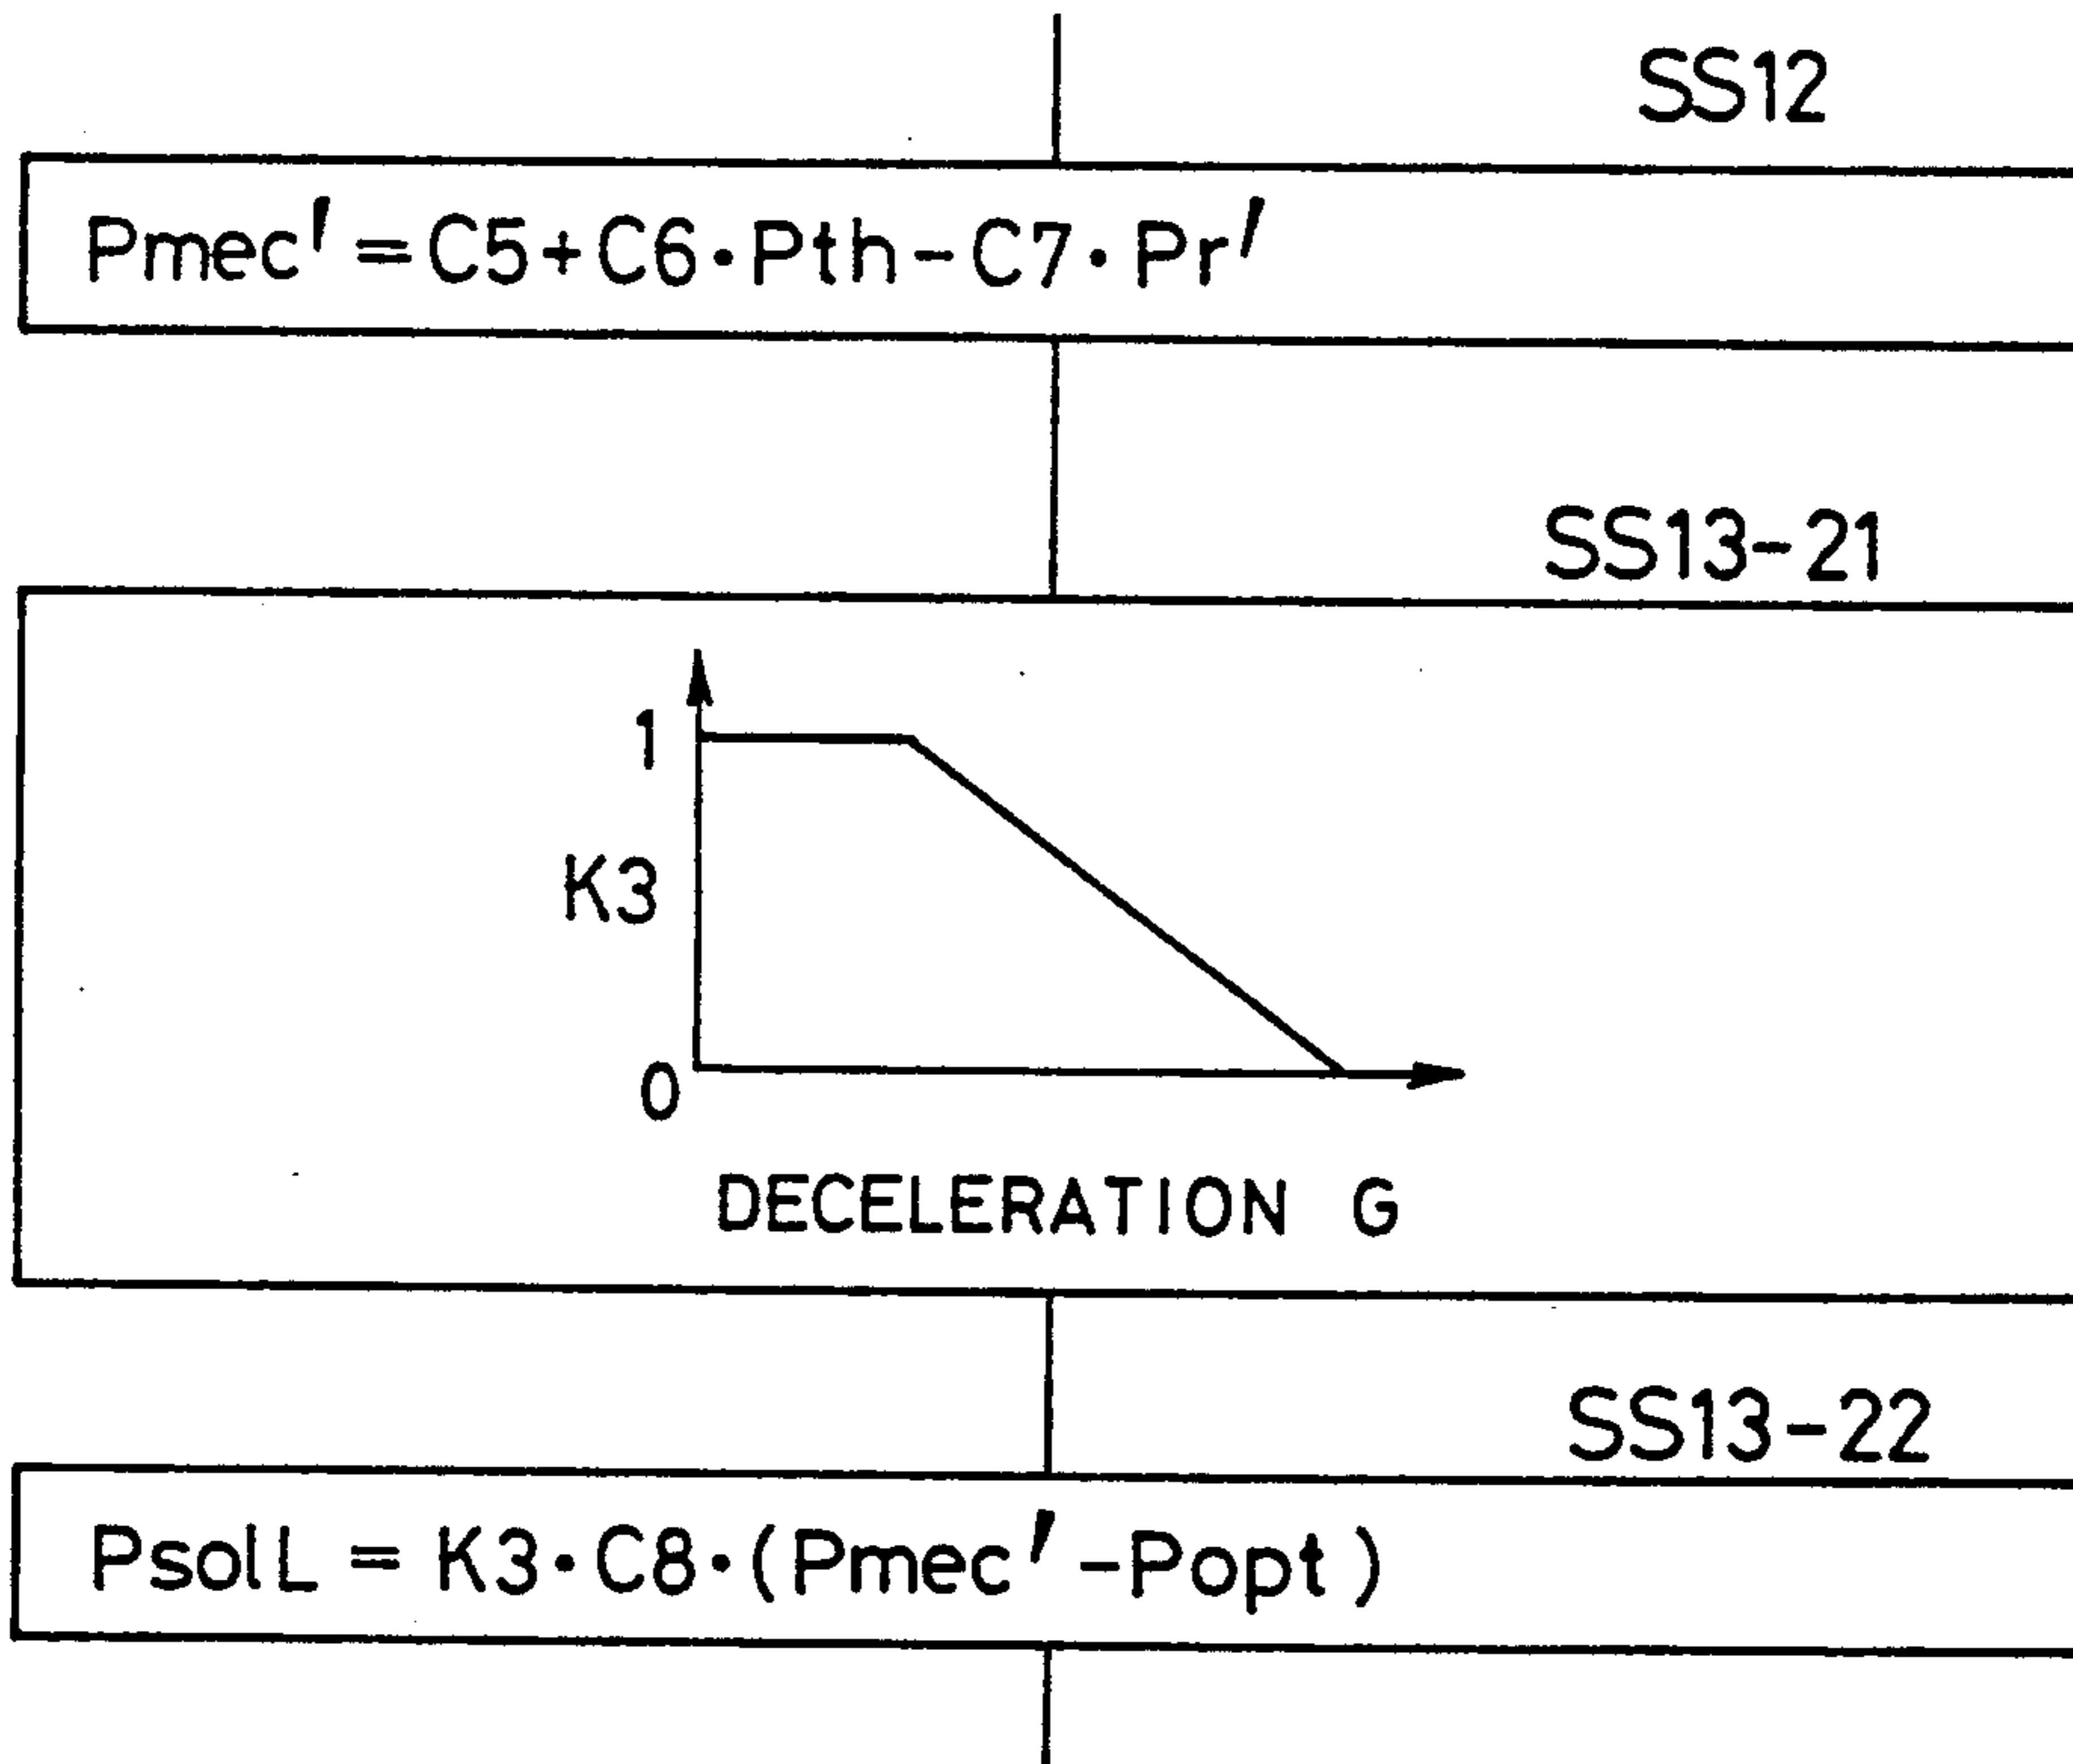 SS12
Pmec′=C5+C6·Pth-C7·Pr′
SS13-21
1
K3
0
DECELERATION G
SS13-22
PsolL = K3·C8·(Pmec′-Popt)